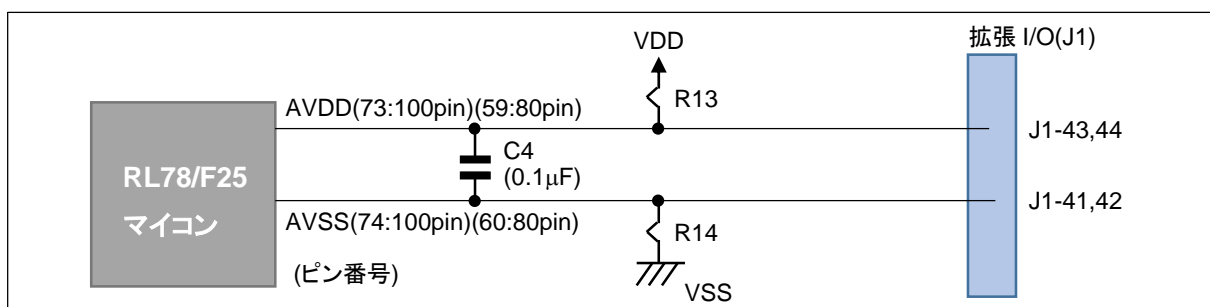 VDD
拡張 I/O(J1)
R13
AVDD(73:100pin)(59:80pin)
J1-43,44
C4
(0.1μF)
RL78/F25
マイコン
J1-41,42
AVSS(74:100pin)(60:80pin)
R14
(ピン番号)
VSS